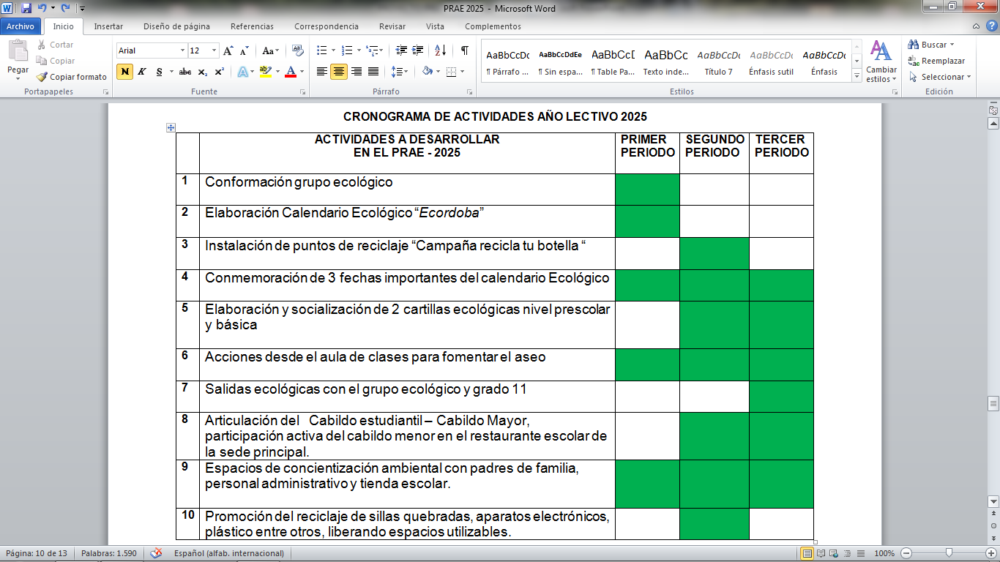 PRAE 2025 - Microsoft Word
Archivo Inicio Insertar Diseño de página Referencias Correspondencia Revisar Vista Complementos
Pegar
Cortar
Copiar
Copiar formato
Portapapeles
Arial 12
Fuente
Párrafo
AaBbCcDc AaBbCcDdEe AaBbCcD AaBbCc AaBbCcDc AaBbCcDc AaBbCcDc
¶ Párrafo ... ¶ Sin espa... ¶ Table Pa... Texto inde... Título 7 Énfasis sutil Énfasis
Estilos
Cambiar
estilos
Buscar
Reemplazar
Seleccionar
Edición
CRONOGRAMA DE ACTIVIDADES AÑO LECTIVO 2025
ACTIVIDADES A DESARROLLAR
EN EL PRAE - 2025
PRIMER
PERIODO
SEGUNDO
PERIODO
TERCER
PERIODO
1 Conformación grupo ecológico
2 Elaboración Calendario Ecológico “Ecordoba”
3 Instalación de puntos de reciclaje “Campaña recicla tu botella “
4 Conmemoración de 3 fechas importantes del calendario Ecológico
5 Elaboración y socialización de 2 cartillas ecológicas nivel prescolar
y básica
6 Acciones desde el aula de clases para fomentar el aseo
7 Salidas ecológicas con el grupo ecológico y grado 11
8 Articulación del Cabildo estudiantil – Cabildo Mayor,
participación activa del cabildo menor en el restaurante escolar de
la sede principal.
9 Espacios de concientización ambiental con padres de familia,
personal administrativo y tienda escolar.
10 Promoción del reciclaje de sillas quebradas, aparatos electrónicos,
plástico entre otros, liberando espacios utilizables.
Página: 10 de 13 Palabras: 1.590 Español (alfab. internacional) 100%